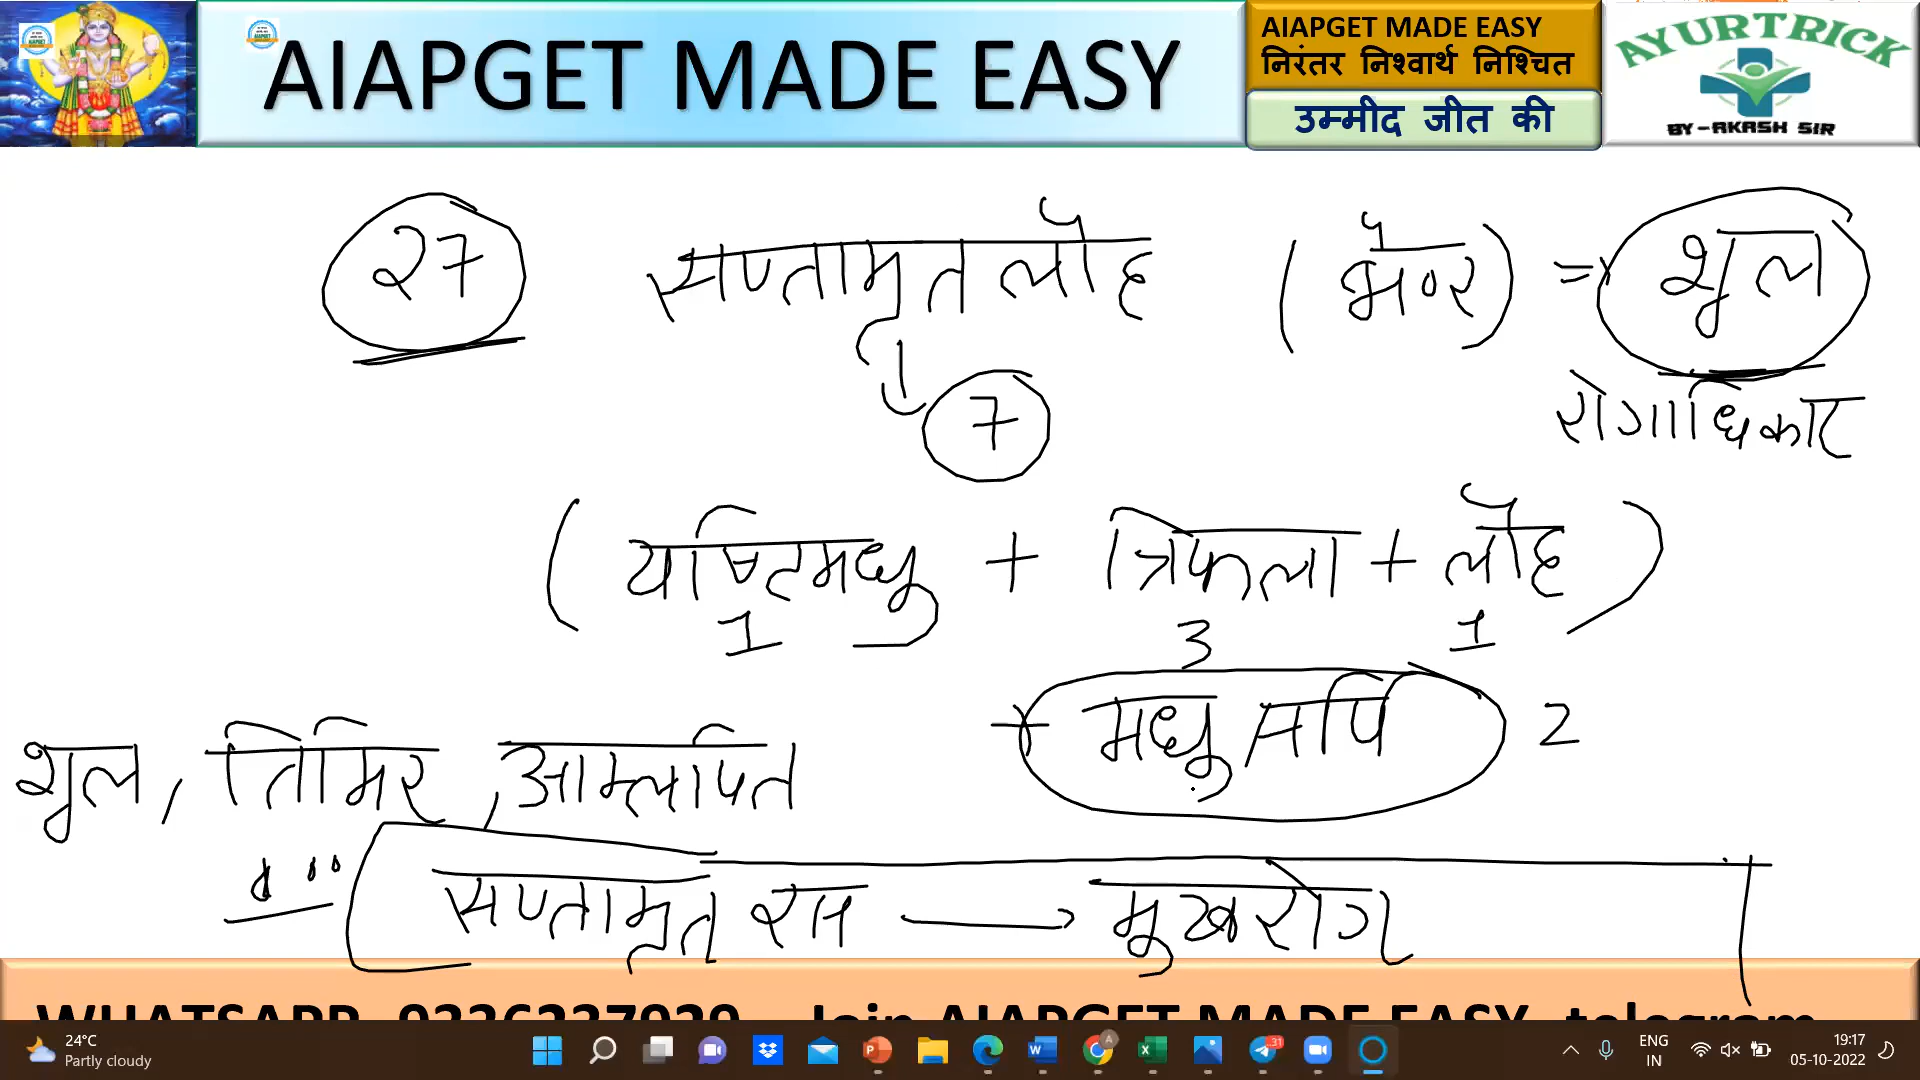 AIAPGET MADE EASY
AIAPGET MADE EASY
निरंतर निश्वार्थ निश्चित
उम्मीद जीत की
AYURTRICK
BY-AKASH SIR
27 सप्तामृत लौह (भै०र) => शूल
रोगाधिकार
7
(यष्टिमधु + त्रिफला + लौह)
1 3 1
+ मधु सर्पि 2
शूल, तिमिर, आम्लपित
सप्तामृत रस → मुखरोग
24°C
Partly cloudy
31
ENG
IN
19:17
05-10-2022